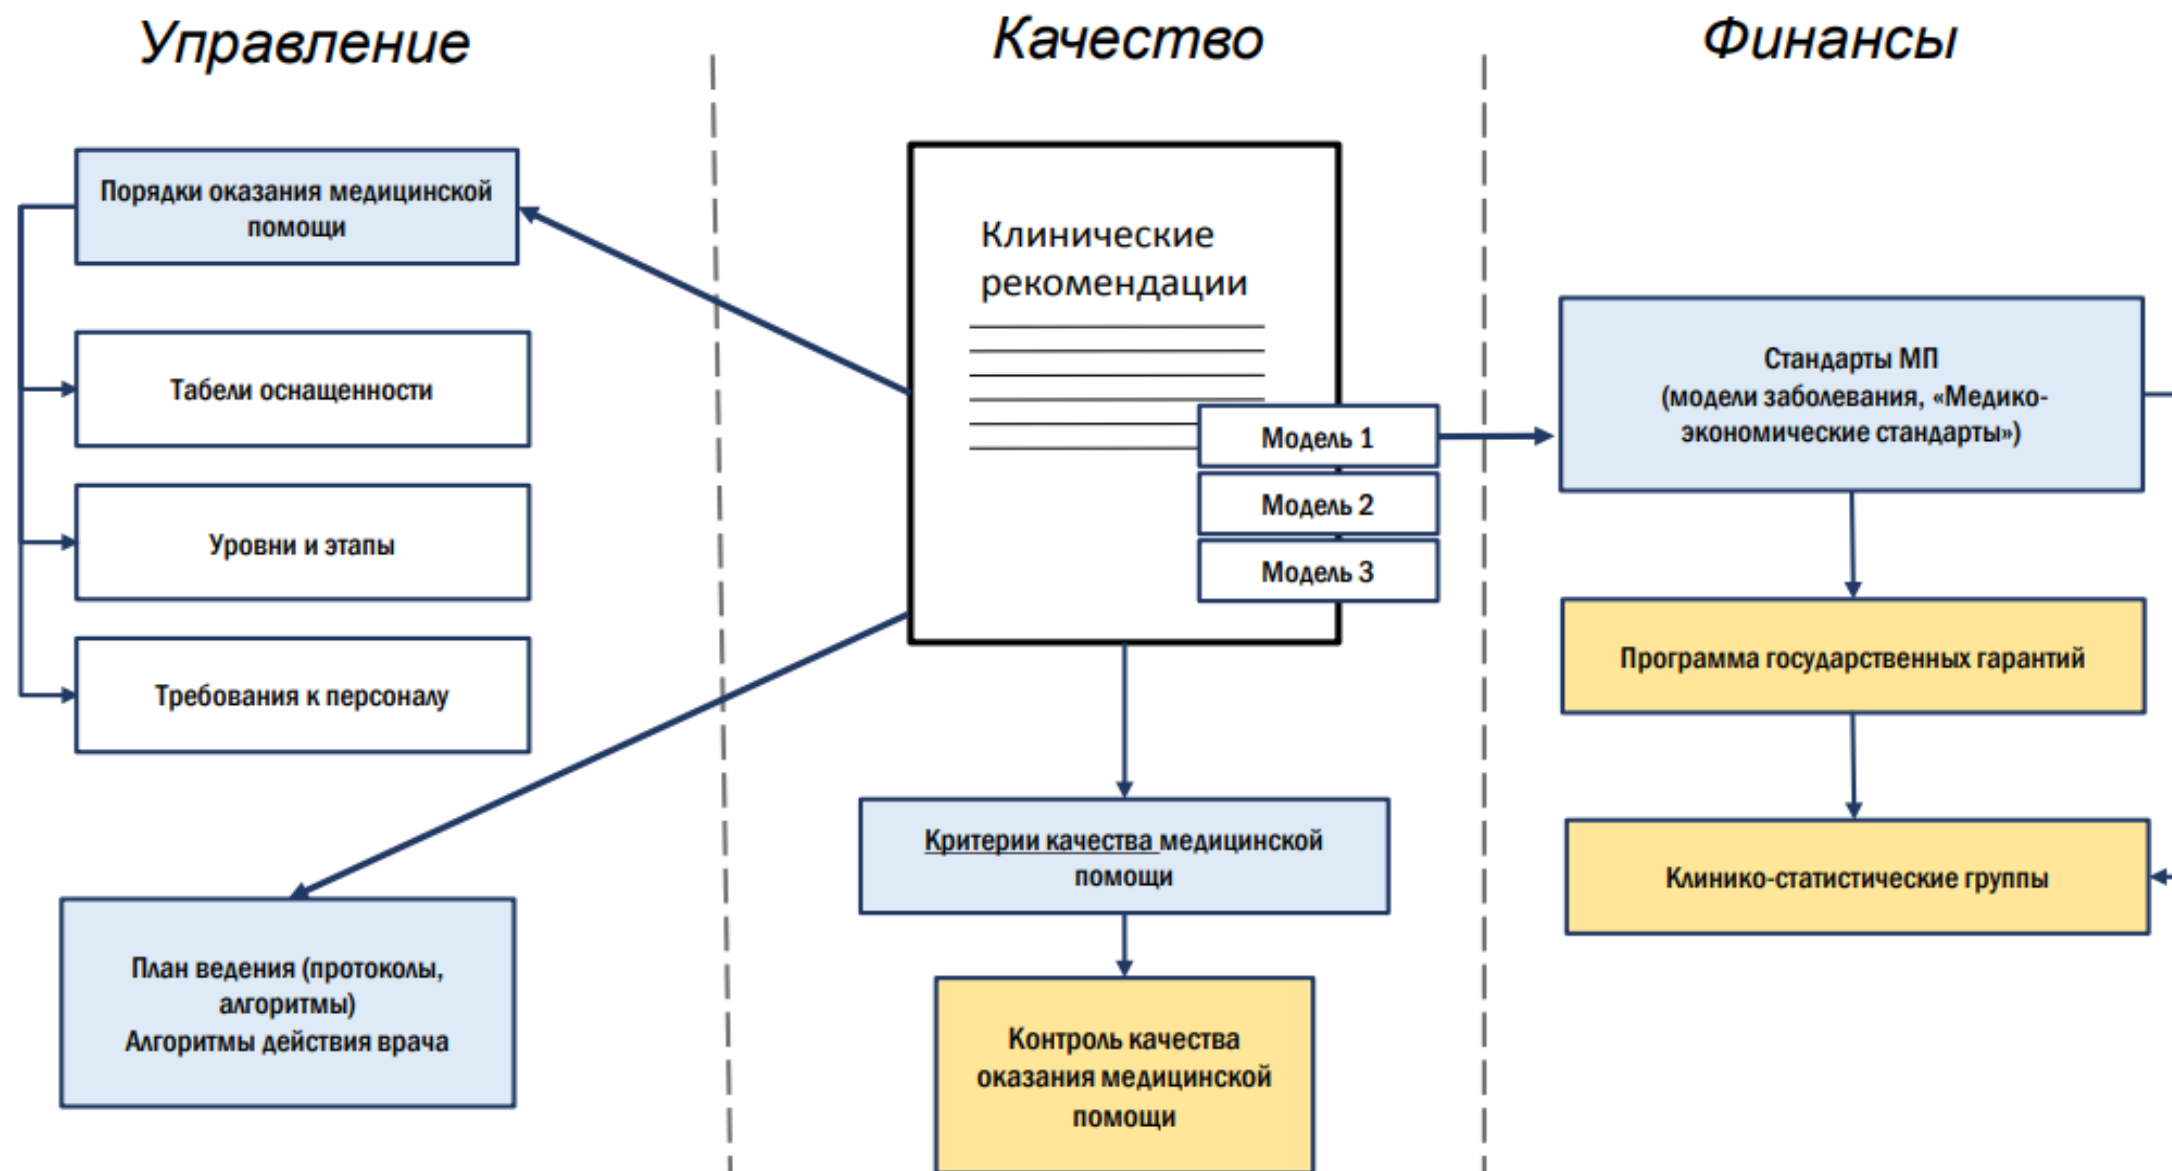 Управление
Качество
Финансы
Порядки оказания медицинской
помощи
Табели оснащенности
Уровни и этапы
Требования к персоналу
План ведения (протоколы,
алгоритмы)
Алгоритмы действия врача
Клинические
рекомендации
Модель 1
Модель 2
Модель 3
Критерии качества медицинской
помощи
Контроль качества
оказания медицинской
помощи
Стандарты МП
(модели заболевания, «Медико-
экономические стандарты»)
Программа государственных гарантий
Клинико-статистические группы